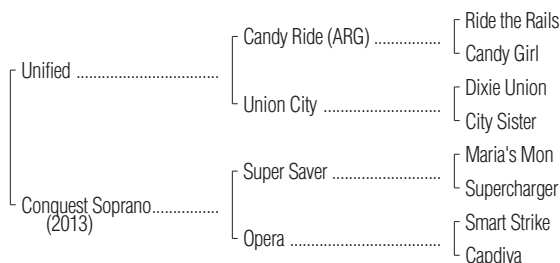 Ride the Rails
Candy Ride (ARG) ..................
Candy Girl
Unified ........................................
Dixie Union
Union City ................................
City Sister
Maria's Mon
Super Saver ..............................
Supercharger
Conquest Soprano...................
(2013)
Smart Strike
Opera .........................................
Capdiva